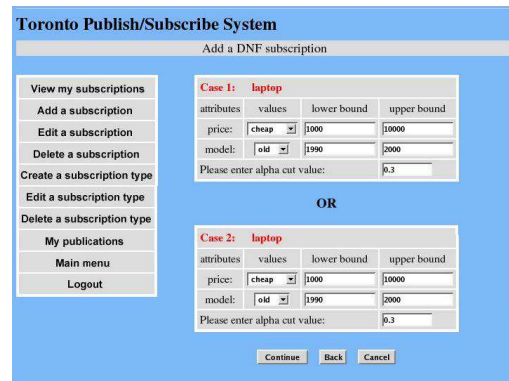 Toronto Publish/Subscribe System
Add a DNF subscription
View my subscriptions
Add a subscription
Edit a subscription
Delete a subscription
Create a subscription type
Edit a subscription type
Delete a subscription type
My publications
Main menu
Logout
Case 1: laptop
attributes values lower bound upper bound
price: cheap 1000 10000
model: old 1990 2000
Please enter alpha cut value: 0.3
OR
Case 2: laptop
attributes values lower bound upper bound
price: cheap 1000 10000
model: old 1990 2000
Please enter alpha cut value: 0.3
Continue Back Cancel